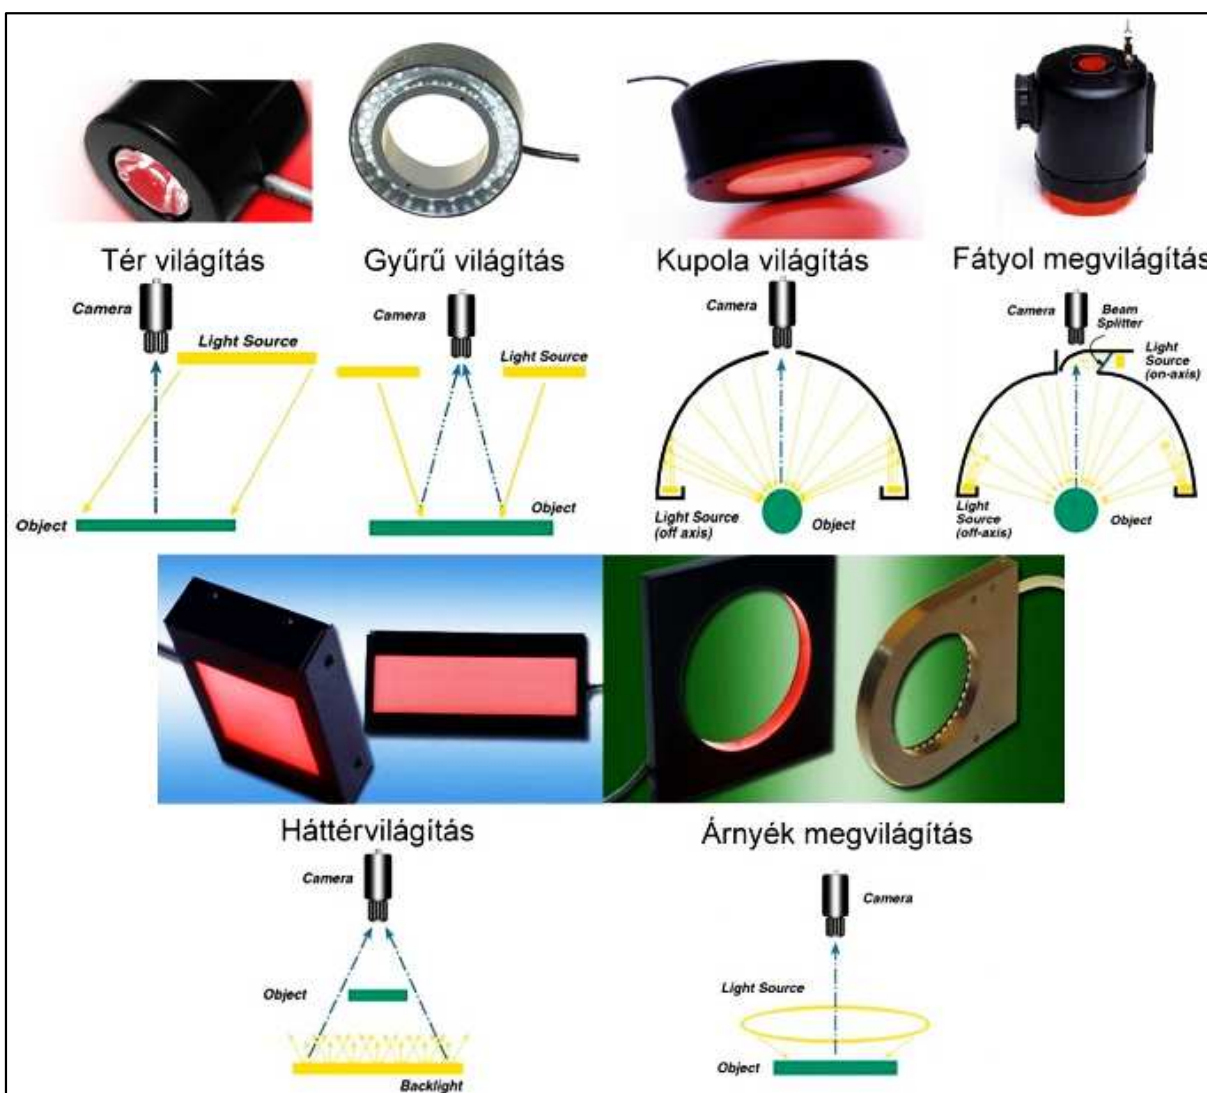 Tér világítás
Camera
Light Source
Object
Gyűrű világítás
Camera
Light Source
Object
Kupola világítás
Camera
Light Source
(off axis)
Object
Fátyol megvilágítás
Camera
Beam
Splitter
Light
Source
(on-axis)
Light
Source
(off-axis)
Object
Háttérvilágítás
Camera
Object
Backlight
Árnyék megvilágítás
Camera
Light Source
Object